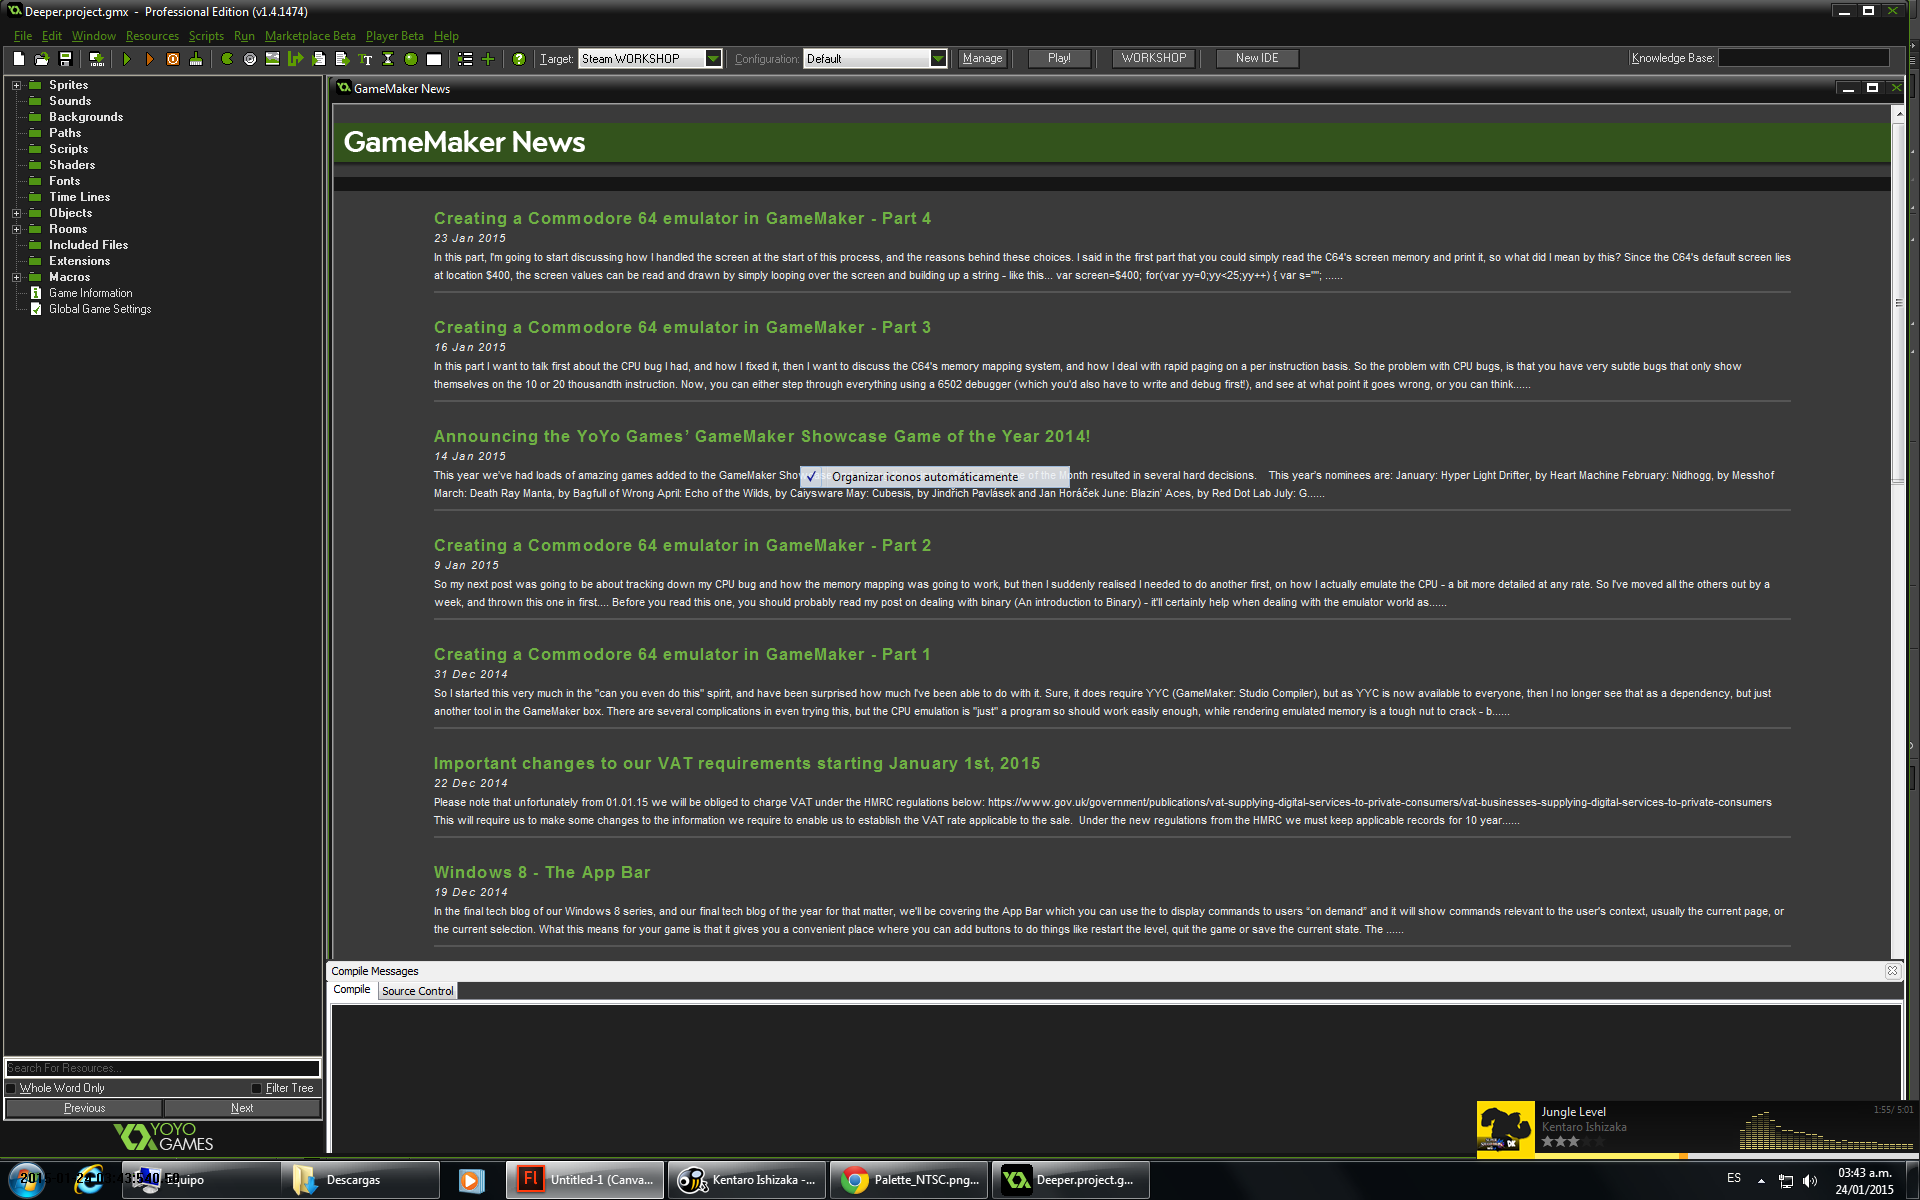 Deeper.project.gmx - Professional Edition (v1.4.1474)
File Edit Window Resources Scripts Run Marketplace Beta Player Beta Help
Target: Steam WORKSHOP Configuration: Default Manage Play! WORKSHOP New IDE Knowledge Base:
Sprites
Sounds
Backgrounds
Paths
Scripts
Shaders
Fonts
Time Lines
Objects
Rooms
Included Files
Extensions
Macros
Game Information
Global Game Settings
Search For Resources...
Whole Word Only Filter Tree
Previous Next
YOYO
GAMES
GameMaker News
GameMaker News
Creating a Commodore 64 emulator in GameMaker - Part 4
23 Jan 2015
In this part, I'm going to start discussing how I handled the screen at the start of this process, and the reasons behind these choices. I said in the first part that you could simply read the C64's screen memory and print it, so what did I mean by this? Since the C64's default screen lies
at location $400, the screen values can be read and drawn by simply looping over the screen and building up a string - like this... var screen=$400; for(var yy=0;yy<25;yy++) { var s=""; ......
Creating a Commodore 64 emulator in GameMaker - Part 3
16 Jan 2015
In this part I want to talk first about the CPU bug I had, and how I fixed it, then I want to discuss the C64's memory mapping system, and how I deal with rapid paging on a per instruction basis. So the problem with CPU bugs, is that you have very subtle bugs that only show
themselves on the 10 or 20 thousandth instruction. Now, you can either step through everything using a 6502 debugger (which you'd also have to write and debug first!), and see at what point it goes wrong, or you can think......
Announcing the YoYo Games’ GameMaker Showcase Game of the Year 2014!
14 Jan 2015
This year we've had loads of amazing games added to the GameMaker of the Month resulted in several hard decisions. This year's nominees are: January: Hyper Light Drifter, by Heart Machine February: Nidhogg, by Messhof
Organizar iconos automáticamente
March: Death Ray Manta, by Bagfull of Wrong April: Echo of the Wilds, by Caiysware May: Cubesis, by Jindřich Pavlásek and Jan Horáček June: Blazin' Aces, by Red Dot Lab July: G......
Creating a Commodore 64 emulator in GameMaker - Part 2
9 Jan 2015
So my next post was going to be about tracking down my CPU bug and how the memory mapping was going to work, but then I suddenly realised I needed to do another first, on how I actually emulate the CPU - a bit more detailed at any rate. So I've moved all the others out by a
week, and thrown this one in first.... Before you read this one, you should probably read my post on dealing with binary (An introduction to Binary) - it'll certainly help when dealing with the emulator world as......
Creating a Commodore 64 emulator in GameMaker - Part 1
31 Dec 2014
So I started this very much in the "can you even do this" spirit, and have been surprised how much I've been able to do with it. Sure, it does require YYC (GameMaker: Studio Compiler), but as YYC is now available to everyone, then I no longer see that as a dependency, but just
another tool in the GameMaker box. There are several complications in even trying this, but the CPU emulation is "just" a program so should work easily enough, while rendering emulated memory is a tough nut to crack - b......
Important changes to our VAT requirements starting January 1st, 2015
22 Dec 2014
Please note that unfortunately from 01.01.15 we will be obliged to charge VAT under the HMRC regulations below: https://www.gov.uk/government/publications/vat-supplying-digital-services-to-private-consumers/vat-businesses-supplying-digital-services-to-private-consumers
This will require us to make some changes to the information we require to enable us to establish the VAT rate applicable to the sale. Under the new regulations from the HMRC we must keep applicable records for 10 year......
Windows 8 - The App Bar
19 Dec 2014
In the final tech blog of our Windows 8 series, and our final tech blog of the year for that matter, we'll be covering the App Bar which you can use the to display commands to users “on demand” and it will show commands relevant to the user's context, usually the current page, or
the current selection. What this means for your game is that it gives you a convenient place where you can add buttons to do things like restart the level, quit the game or save the current state. The ......
Compile Messages
Compile Source Control
Jungle Level 1:55/ 5:01
Kentaro Ishizaka
Equipo Descargas Untitled-1 (Canva... Kentaro Ishizaka -... Palette_NTSC.png... Deeper.project.g... ES
03:43 a.m.
24/01/2015